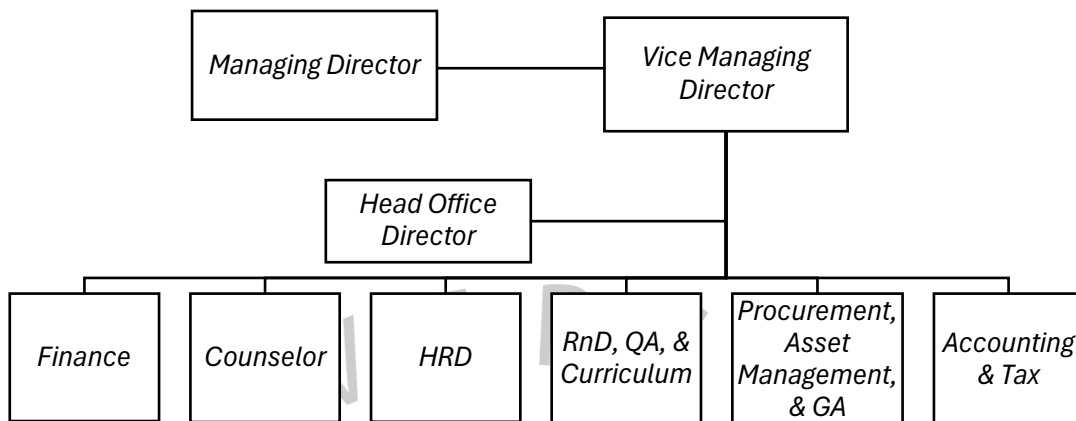 Managing Director
Vice Managing
Director
Head Office
Director
Finance
Counselor
HRD
RnD, QA, &
Curriculum
Procurement,
Asset
Management,
& GA
Accounting
& Tax